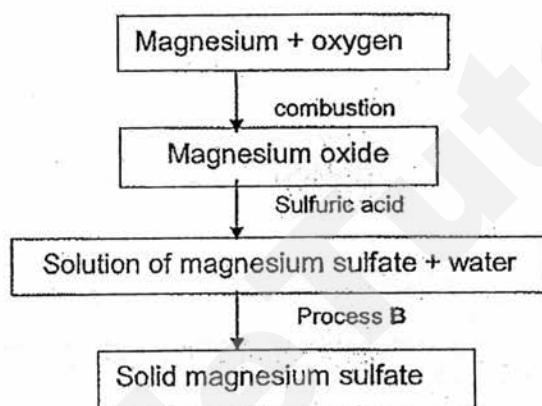 Magnesium + oxygen
combustion
Magnesium oxide
Sulfuric acid
Solution of magnesium sulfate + water
Process B
Solid magnesium sulfate